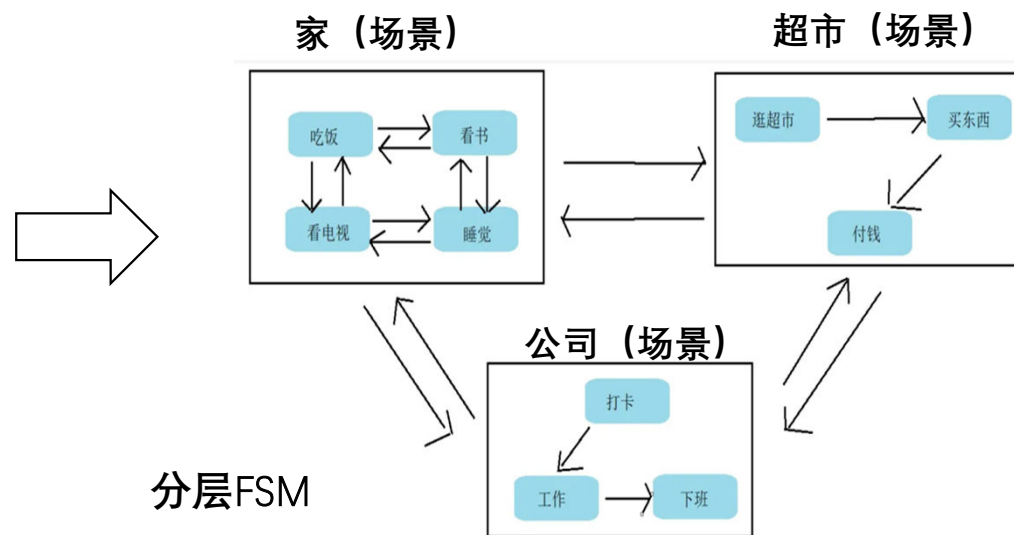 家（场景）
超市（场景）
吃饭
看书
逛超市
买东西
看电视
睡觉
付钱
公司（场景）
打卡
工作
下班
分层FSM